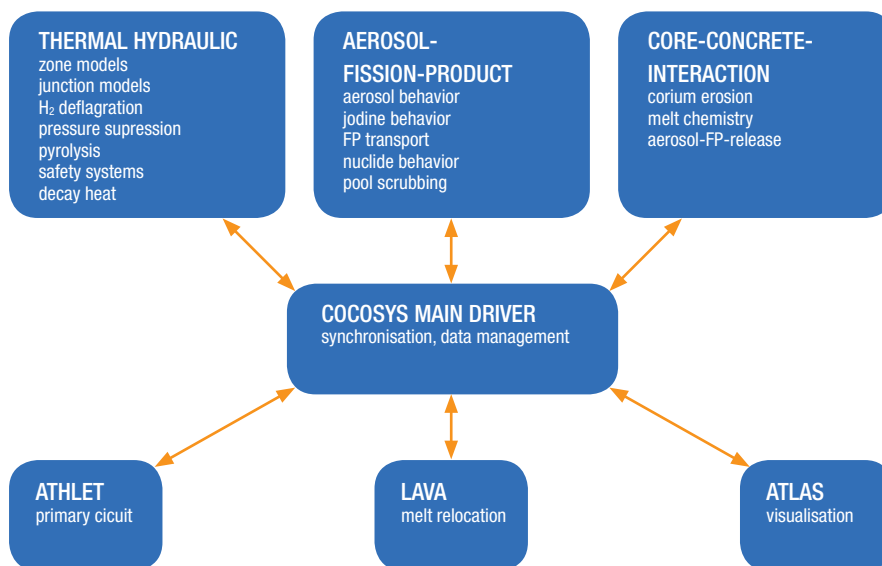 THERMAL HYDRAULIC
zone models
junction models
H₂ deflagration
pressure supression
pyrolysis
safety systems
decay heat
AEROSOL-
FISSION-PRODUCT
aerosol behavior
jodine behavior
FP transport
nuclide behavior
pool scrubbing
CORE-CONCRETE-
INTERACTION
corium erosion
melt chemistry
aerosol-FP-release
COCOSYS MAIN DRIVER
synchronisation, data management
ATHLET
primary cicuit
LAVA
melt relocation
ATLAS
visualisation